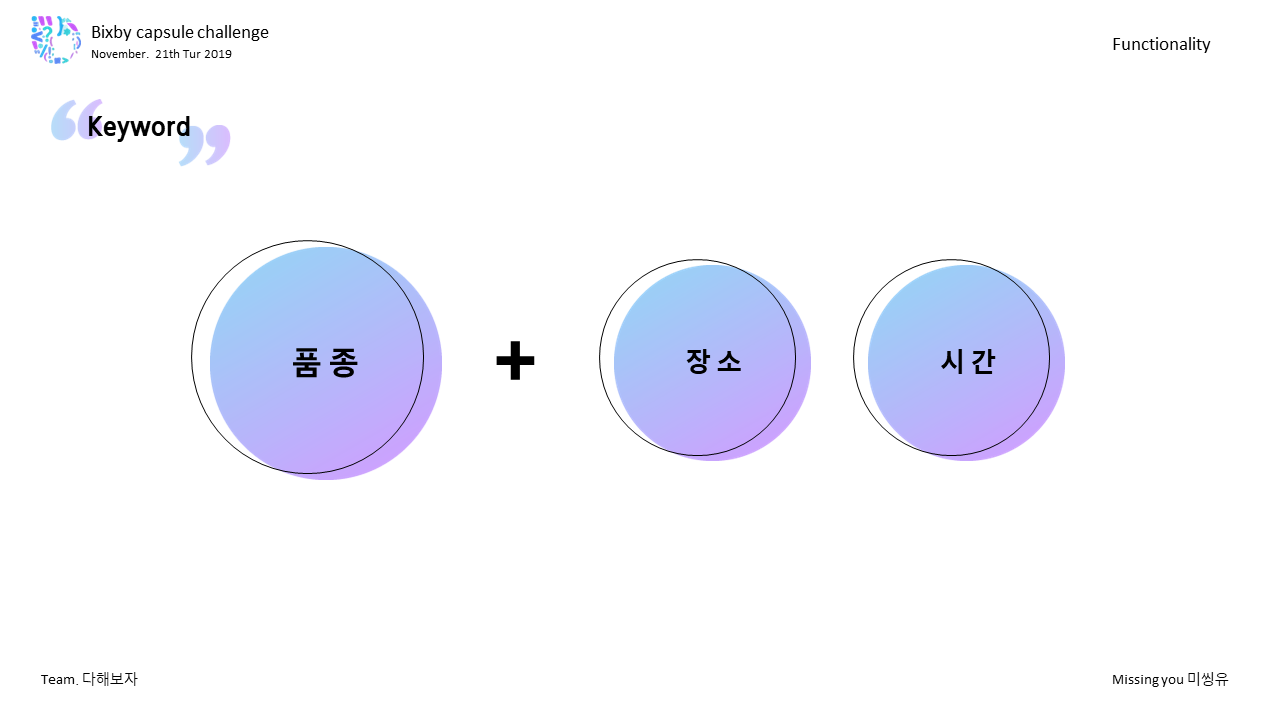 Bixby capsule challenge
November. 21th Tur 2019
Functionality
Keyword
품 종
+
장 소
시 간
Team. 다해보자
Missing you 미씽유